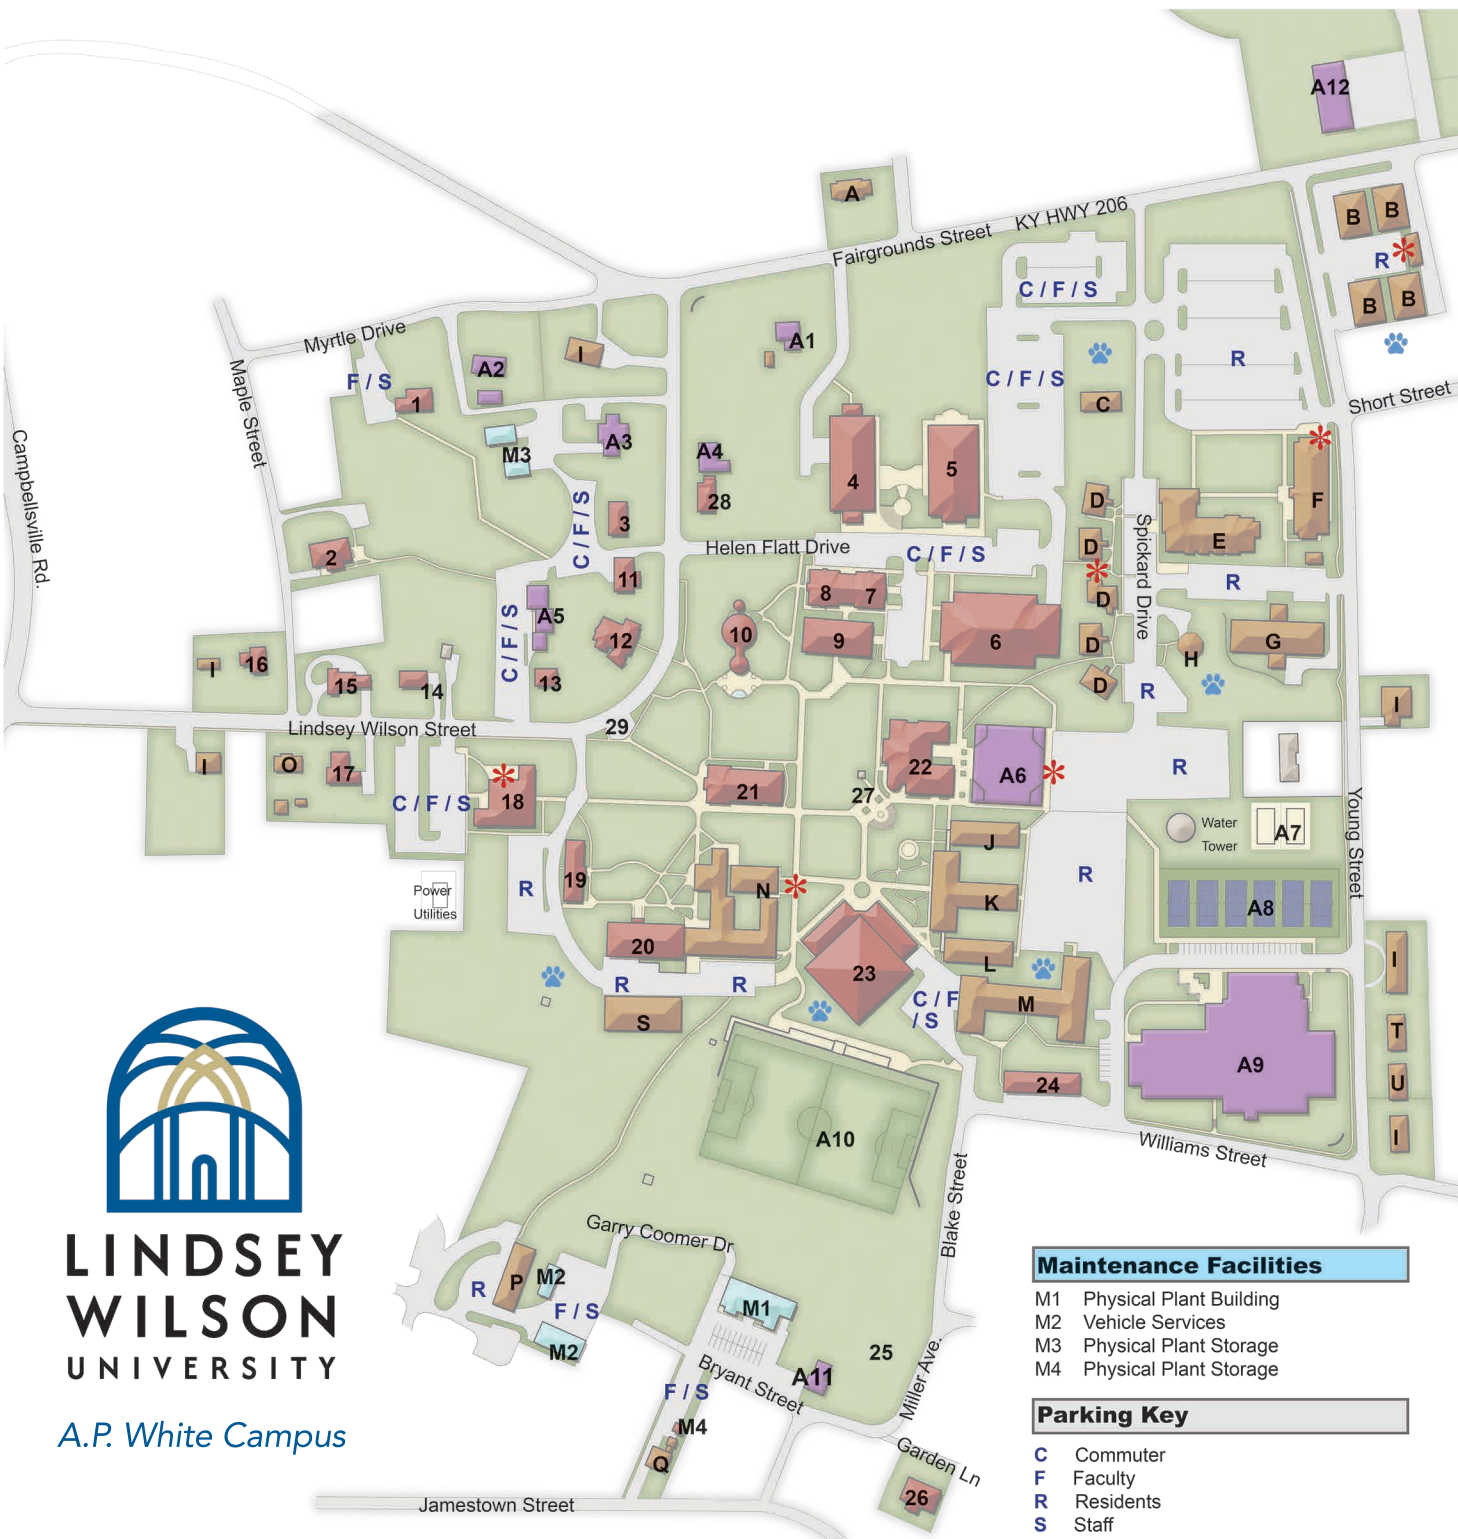 A12
A
B
B
KY HWY 206
Fairgrounds Street
R
C / F / S
B
B
A1
Myrtle Drive
I
A2
F / S
C / F / S
R
Maple Street
1
C
Short Street
A3
M3
A4
4
5
28
Campbellsville Rd.
C / F / S
3
D
F
Spickard Drive
E
2
Helen Flatt Drive
C / F / S
D
11
8
7
R
D
A5
C / F / S
12
10
9
6
D
G
H
I
16
15
14
13
D
R
I
Lindsey Wilson Street
29
I
O
17
C / F / S
18
21
27
22
A6
R
Water
Tower
A7
Young Street
J
Power
Utilities
R
19
N
K
R
A8
20
L
23
R
R
C / F
/ S
M
S
I
T
U
I
24
A9
A10
Williams Street
Blake Street
Garry Coomer Dr
R
P
M2
F / S
M2
M1
25
A11
Bryant Street
Miller Ave.
F / S
M4
Q
Garden Ln
26
Jamestown Street
LINDSEY
WILSON
UNIVERSITY
A.P. White Campus
Maintenance Facilities
M1 Physical Plant Building
M2 Vehicle Services
M3 Physical Plant Storage
M4 Physical Plant Storage
Parking Key
C Commuter
F Faculty
R Residents
S Staff